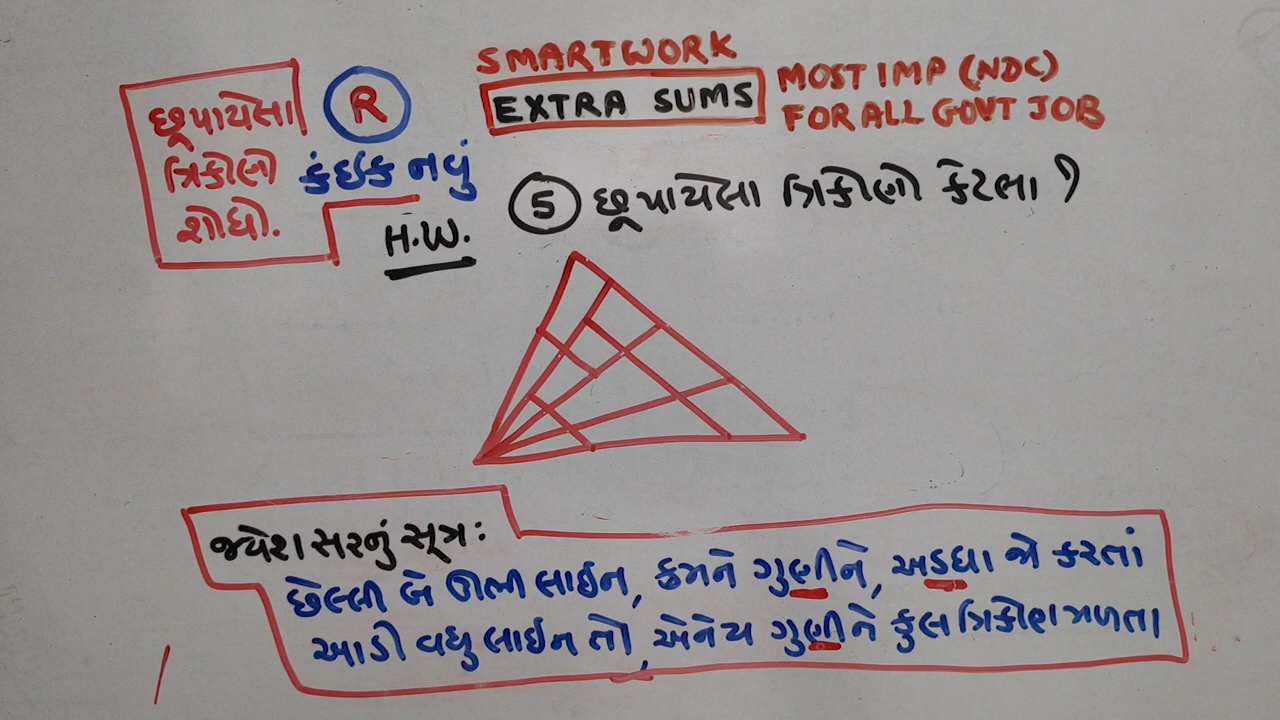 SMARTWORK
EXTRA SUMS
MOST IMP (NDC)
FOR ALL GOVT JOB
છૂપાયેલા
ત્રિકોણો
શોધો.
R
કંઇક નવું
H.W.
5 છૂપાયેલા ત્રિકોણો કેટલા ?
જયેશ સરનું સૂત્ર:
છેલ્લી બે ઊભી લાઈન, ક્રમને ગુણીને, અડધા જો કરતાં
આડી વધુ લાઈન તો, એનેય ગુણીને કુલ ત્રિકોણ મળતા